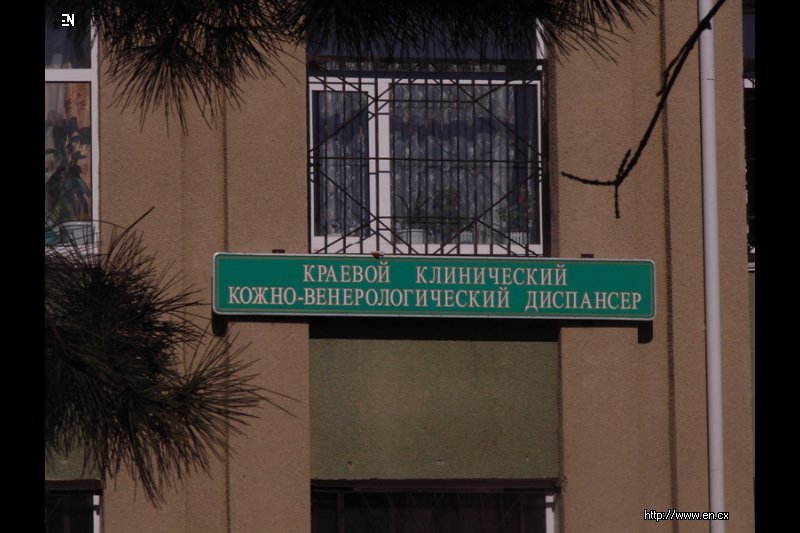 EN
КРАЕВОЙ КЛИНИЧЕСКИЙ
КОЖНО-ВЕНЕРОЛОГИЧЕСКИЙ ДИСПАНСЕР
http://www.en.cx